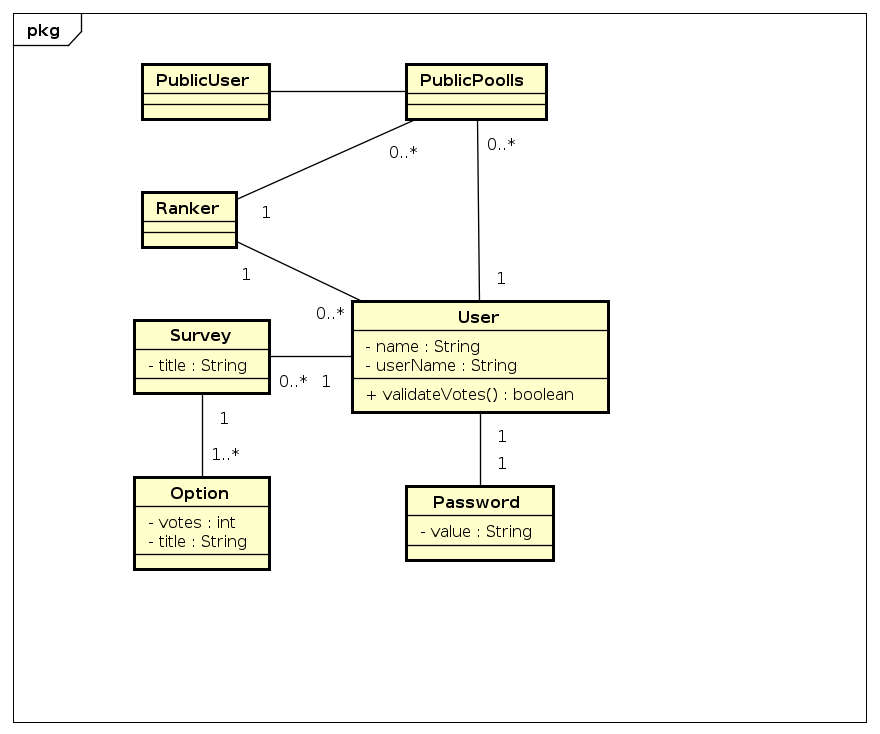 pkg
PublicUser
PublicPoolls
0..*
0..*
Ranker
1
1
0..*
1
User
- name : String
- userName : String
+ validateVotes() : boolean
Survey
- title : String
0..* 1
1
1..*
1
1
Option
- votes : int
- title : String
Password
- value : String